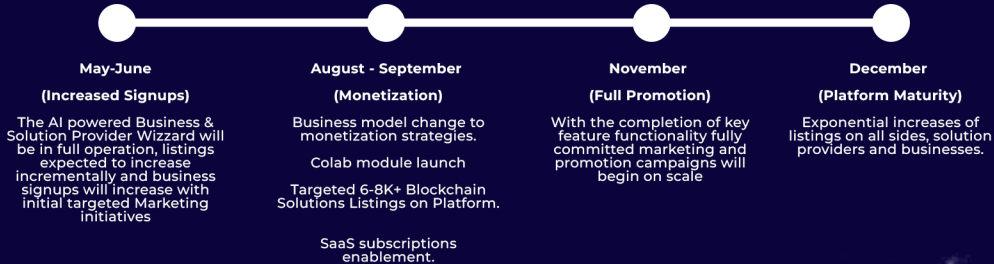 May-June
(Increased Signups)
The AI powered Business &
Solution Provider Wizzard will
be in full operation, listings
expected to increase
incrementally and business
signups will increase with
initial targeted Marketing
initiatives
August - September
(Monetization)
Business model change to
monetization strategies.
Colab module launch
Targeted 6-8K+ Blockchain
Solutions Listings on Platform.
SaaS subscriptions
enablement.
November
(Full Promotion)
With the completion of key
feature functionality fully
committed marketing and
promotion campaigns will
begin on scale
December
(Platform Maturity)
Exponential increases of
listings on all sides, solution
providers and businesses.